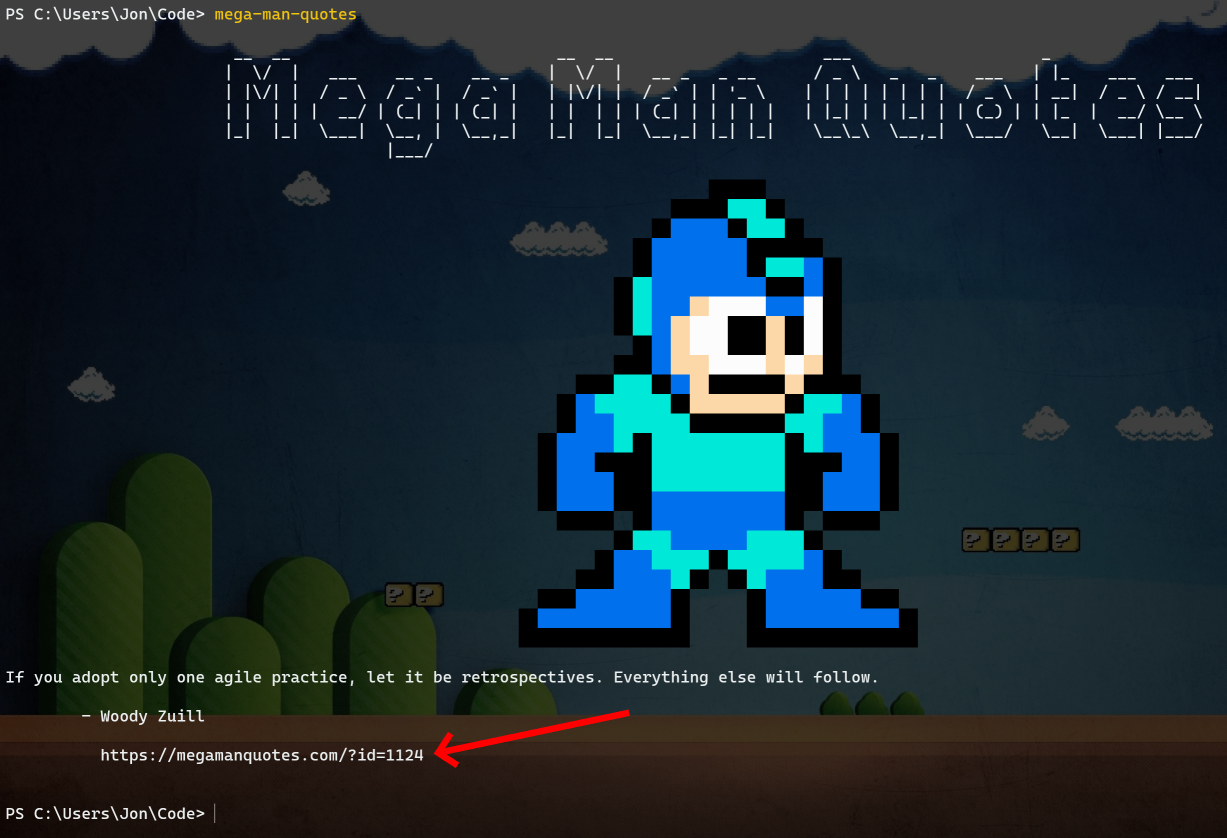 PS C:\Users\Jon\Code> mega-man-quotes
Mega Man Quotes
If you adopt only one agile practice, let it be retrospectives. Everything else will follow.
- Woody Zuill
https://megamanquotes.com/?id=1124
PS C:\Users\Jon\Code>